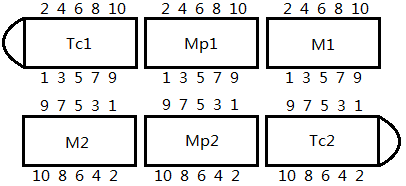 2 4 6 8 10 2 4 6 8 10 2 4 6 8 10
Tc1 Mp1 M1
1 3 5 7 9 1 3 5 7 9 1 3 5 7 9
9 7 5 3 1 9 7 5 3 1 9 7 5 3 1
M2 Mp2 Tc2
10 8 6 4 2 10 8 6 4 2 10 8 6 4 2